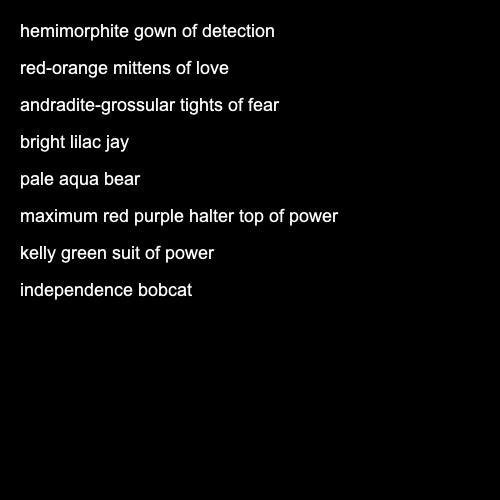 hemimorphite gown of detection
red-orange mittens of love
andradite-grossular tights of fear
bright lilac jay
pale aqua bear
maximum red purple halter top of power
kelly green suit of power
independence bobcat